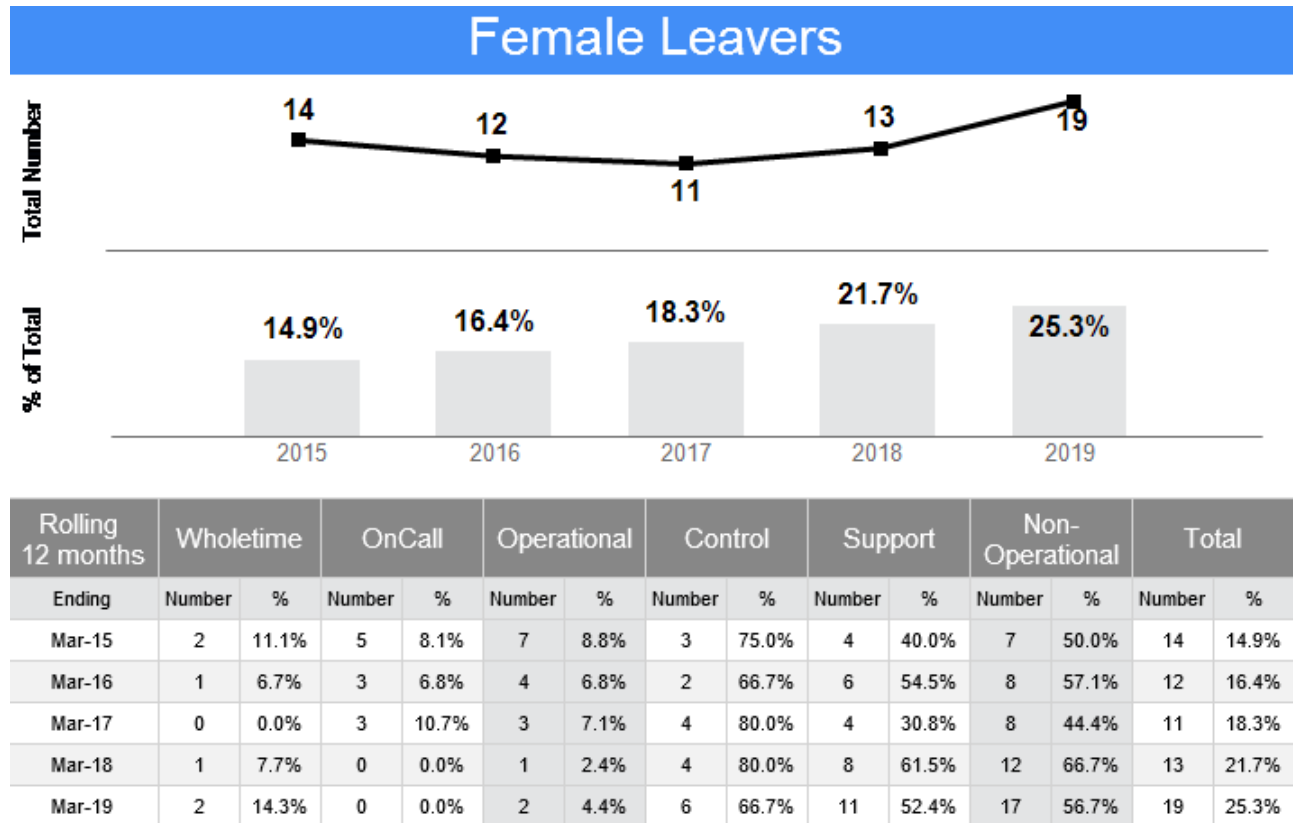 Female Leavers
Total Number
14 12 11 13 19
% of Total
14.9% 16.4% 18.3% 21.7% 25.3%
2015 2016 2017 2018 2019
Rolling 12 months Wholetime OnCall Operational Control Support Non-Operational Total
Ending Number % Number % Number % Number % Number % Number % Number %
Mar-15 2 11.1% 5 8.1% 7 8.8% 3 75.0% 4 40.0% 7 50.0% 14 14.9%
Mar-16 1 6.7% 3 6.8% 4 6.8% 2 66.7% 6 54.5% 8 57.1% 12 16.4%
Mar-17 0 0.0% 3 10.7% 3 7.1% 4 80.0% 4 30.8% 8 44.4% 11 18.3%
Mar-18 1 7.7% 0 0.0% 1 2.4% 4 80.0% 8 61.5% 12 66.7% 13 21.7%
Mar-19 2 14.3% 0 0.0% 2 4.4% 6 66.7% 11 52.4% 17 56.7% 19 25.3%